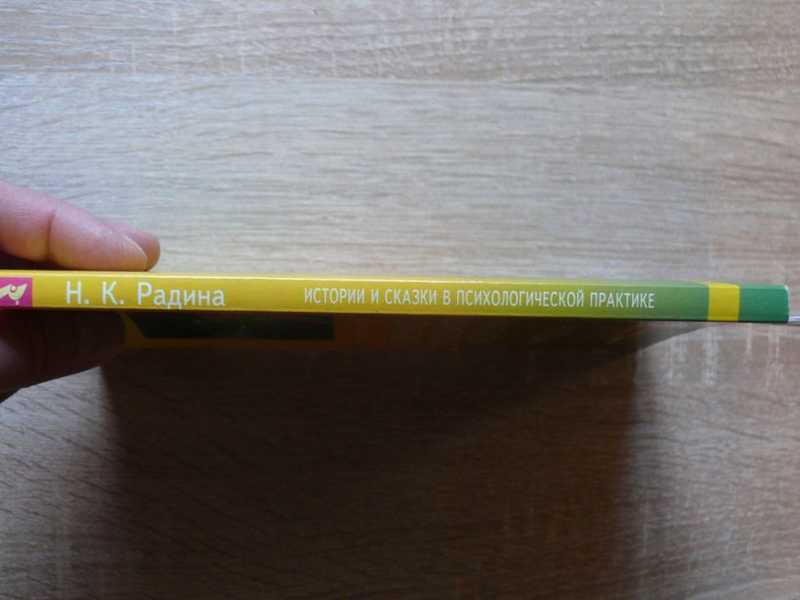 Н. К. Радина
ИСТОРИИ И СКАЗКИ В ПСИХОЛОГИЧЕСКОЙ ПРАКТИКЕ